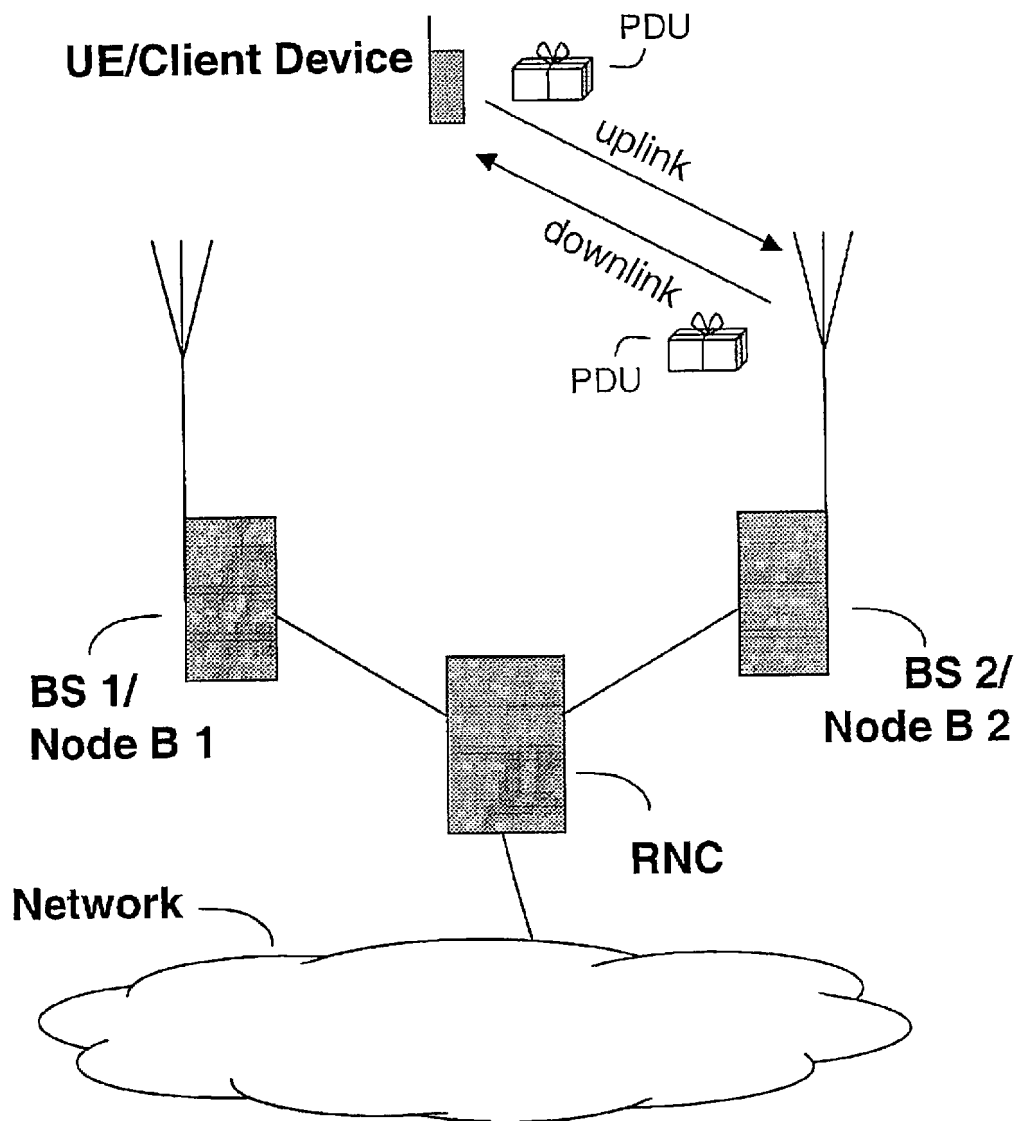 PDU
UE/Client Device
uplink
downlink
PDU
BS 1/
Node B 1
BS 2/
Node B 2
RNC
Network